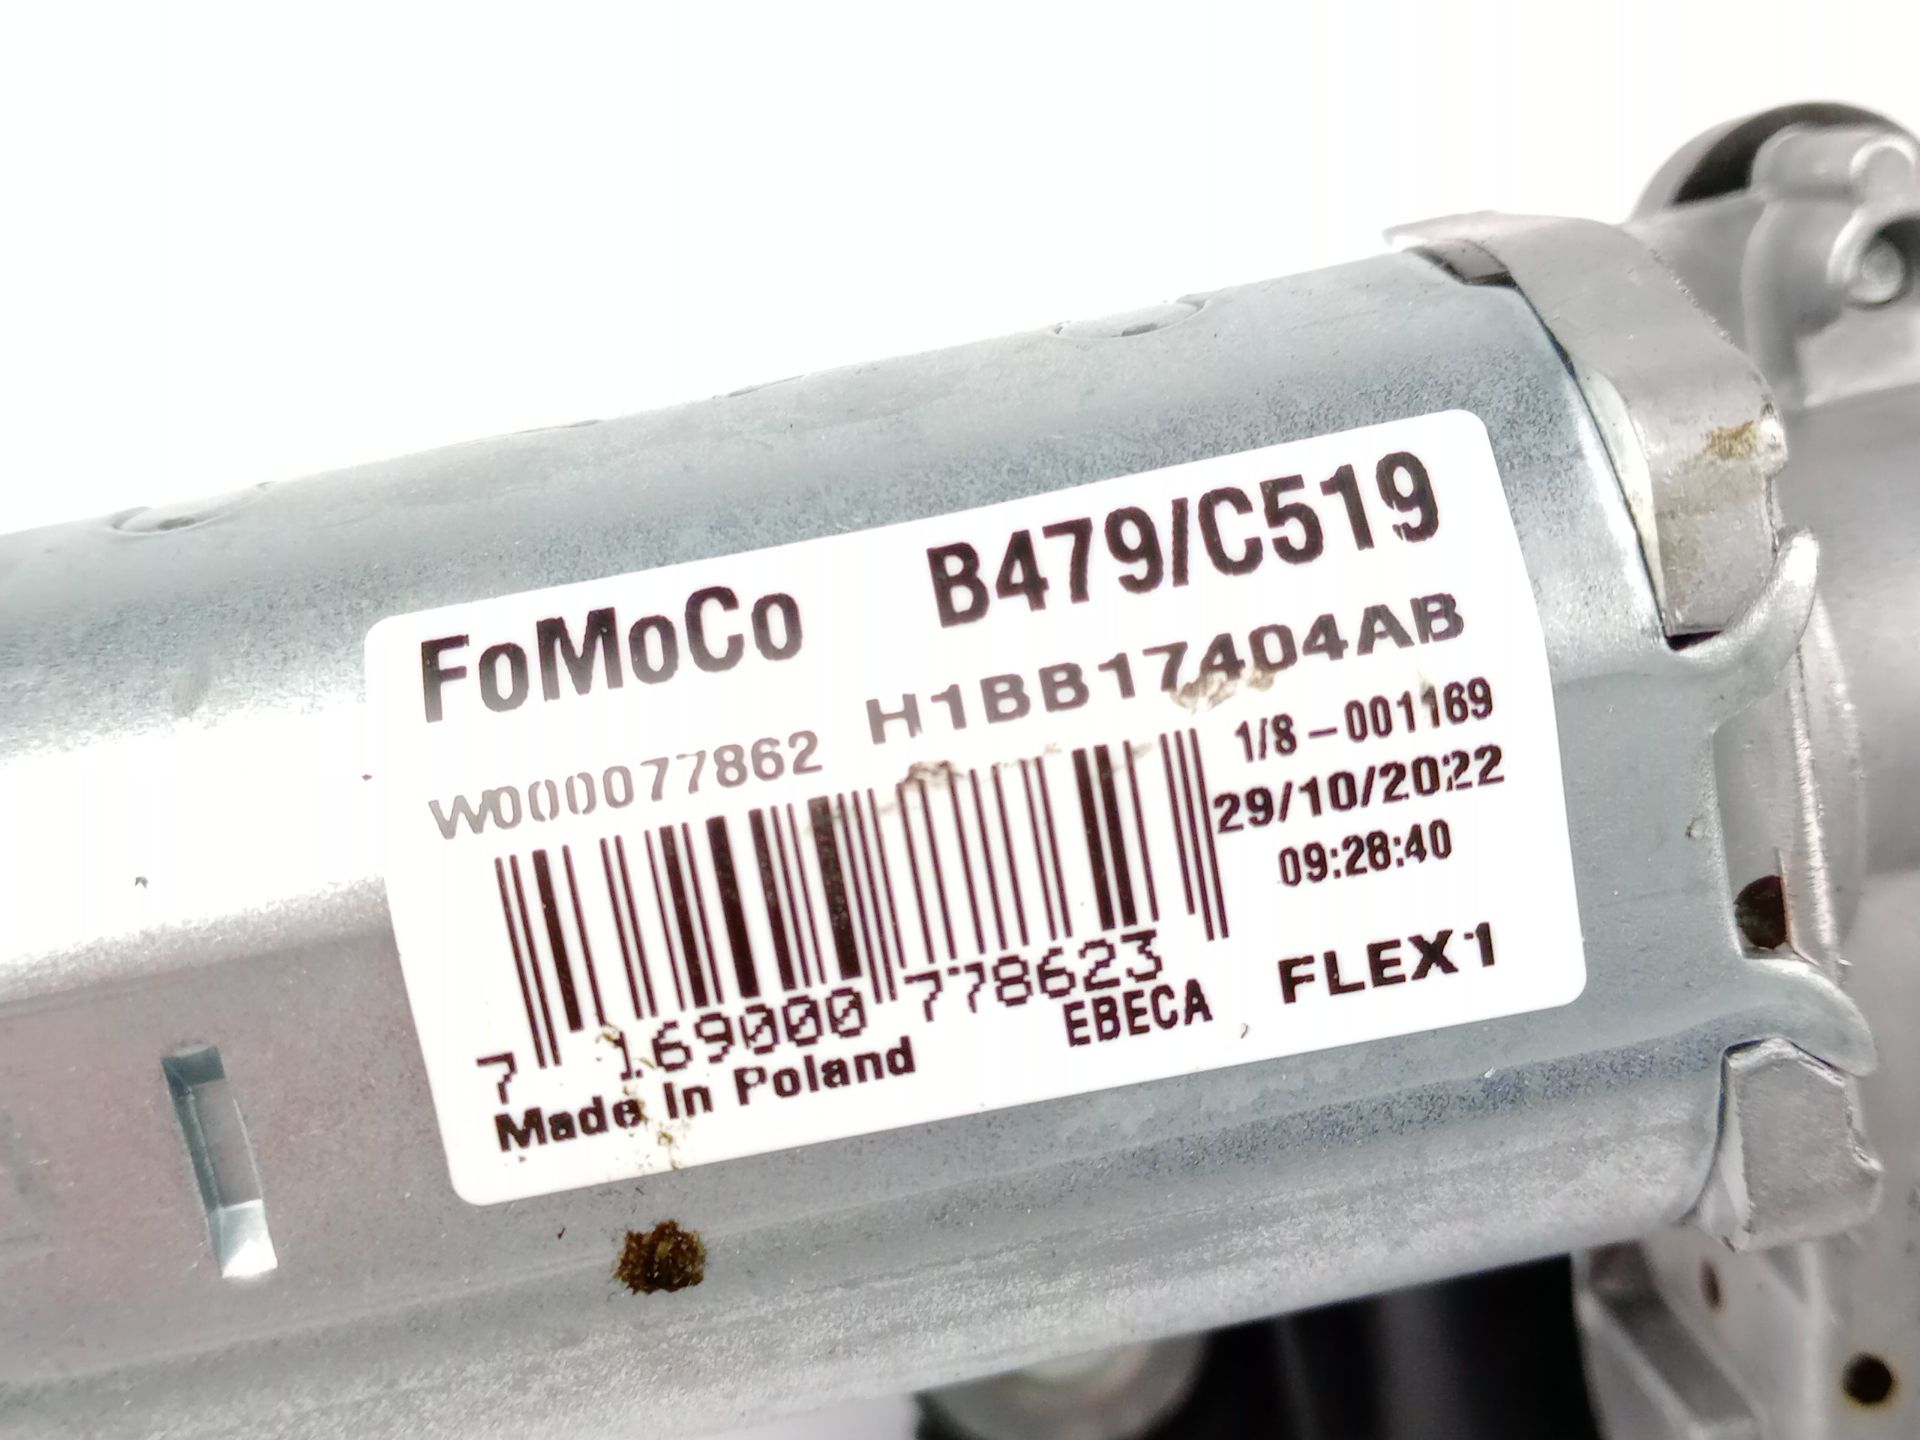 FoMoCo B479/C519
W000077862 H1BB17404AB
1/8-001169
29/10/2022
09:28:40
7 169000 778623
EBECA FLEX1
Made in Poland